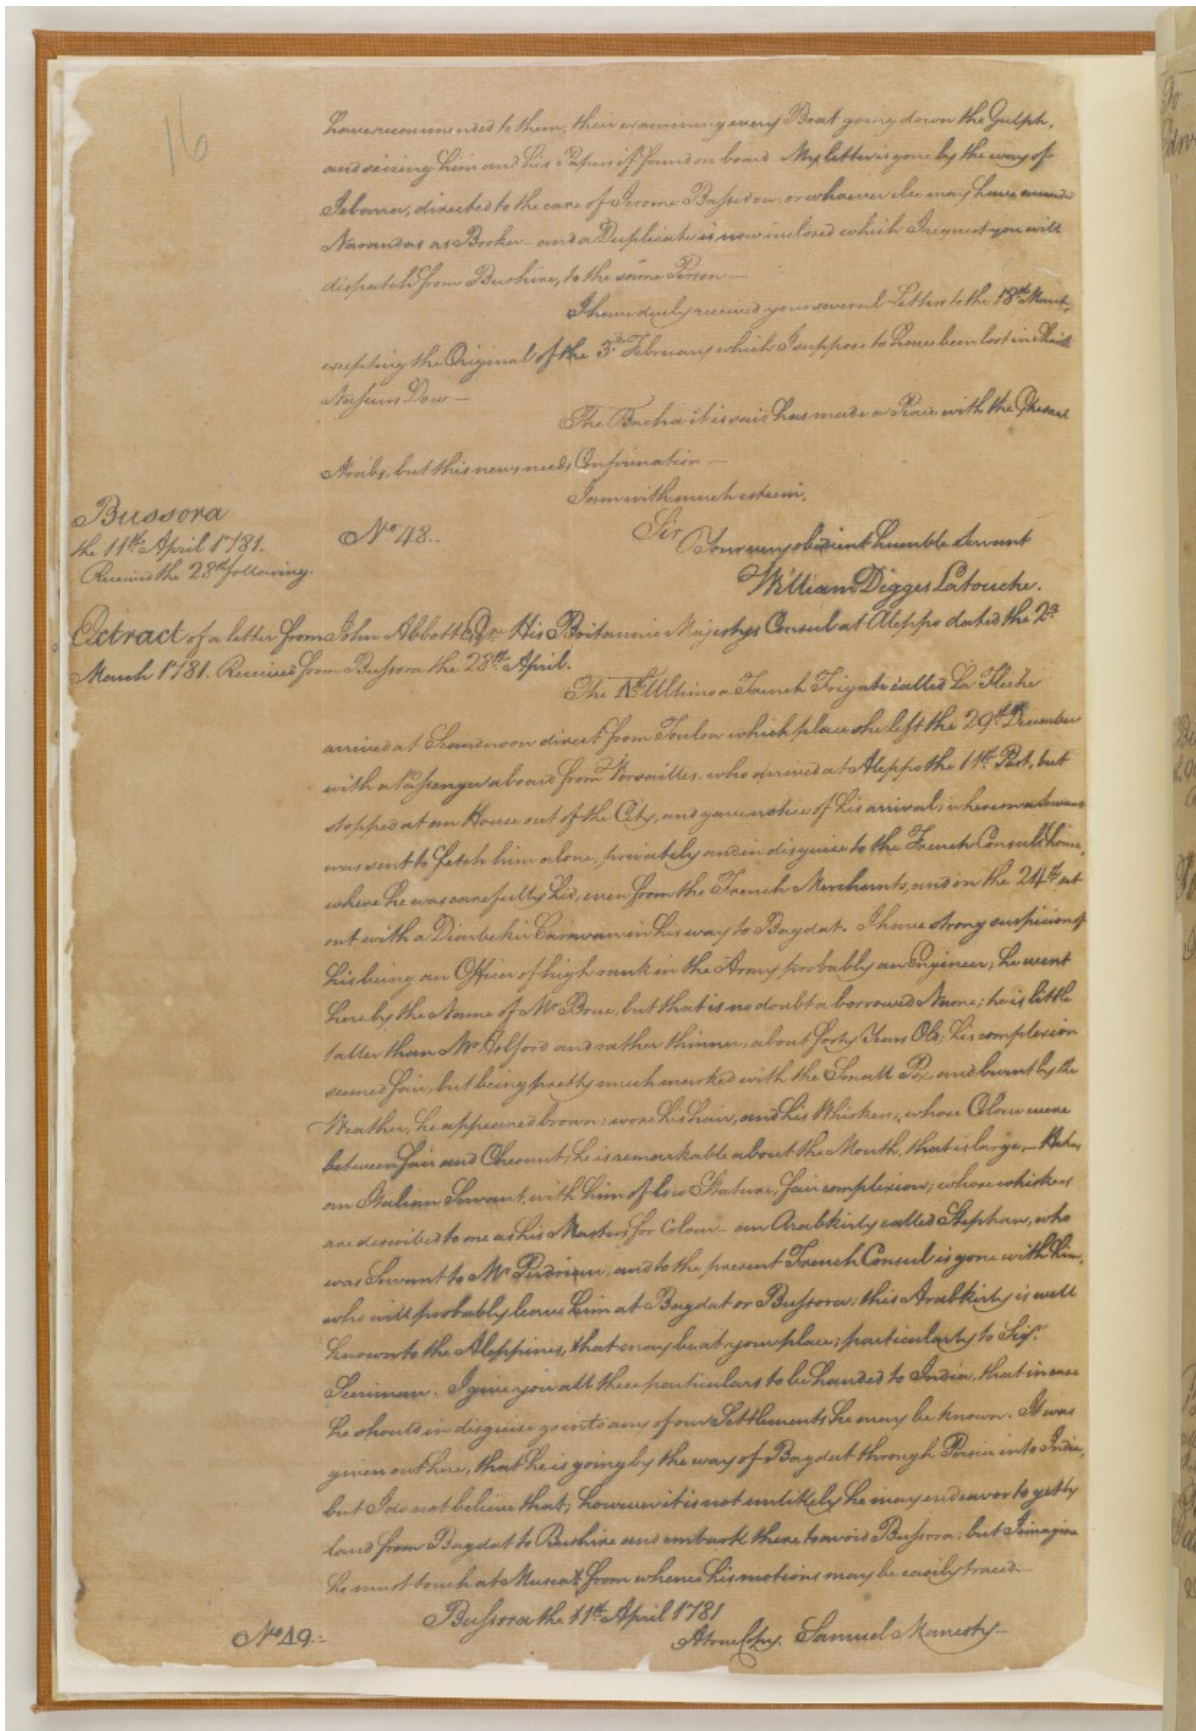 16
have recommended to them, their examining every Boat going down the Gulph,
and seizing him and his Papers if found on board. My letter is gone by the way of
directed to the care of or whoever else may have
Narandas as Broker - and a Duplicate is now inclosed which I request you will
dispatch from Bushire, to the same Person —
I have duely received your several Letters to the 18th
excepting the Original of the 3d. February which I suppose to have been lost in
Dow —
The Bacha it is said has made a Peace with the
Arabs, but this news needs Confirmation —
I am with much esteem,
Bussora
the 11th April 1781.
Received the 28th following.
No 48..
Sir
Your very obedient humble Servant
William Digges Latouche.
Extract of a letter from John Abbott Esqr. His Britannic Majestys Consul at Aleppo dated the 2d
March 1781. Received from Bussora the 28th April.
The 4th Ultimo a French Frigate called La Fleche
arrived at Scanderoon direct from Toulon which place she left the 29th December
with a Passenger aboard from Versailles, who arrived at Aleppo the 11th. Past, but
stopped at an House out of the City, and gave notice of his arrival; whereon
was sent to fetch him alone, privately and in disguise to the French Consul's house,
where he was carefully hid, even from the French Merchants, and on the 24th set
out with a Diarbekir Caravan in his way to Bagdat. I have strong suspicion of
his being an Officer of high rank in the Army probably an Engineer; he went
here by the Name of Mr but that is no doubt a borrowed Name; he is little
taller than Mr and rather thinner, about forty Years Old, his complexion
seemed fair, but being pretty much marked with the Small Pox, and burnt by the
Weather, he appeared brown; wore his hair, and his Whiskers, whose Colour were
between fair and Chesnut; he is remarkable about the Mouth, that is large, — He has
an Italian Servant, with him of low Stature, fair complexion; whose whiskers
are described to me as his Masters for Colour - an Arabkirly called Stephan, who
was Servant to Mr and to the present French Consul is gone with him,
who will probably leave him at Bagdat or Bussora; this Arabkirly is well
known to the Aleppines, that may be at your place; particularly to Sigr.
I give you all these particulars to be handed to India, that in case
he should in disguise go into any of our Settlements he may be known. It was
given out here, that he is going by the way of Bagdat through Persia into India,
but I do not believe that; however it is not unlikely he may endeavor to get by
land from Bagdat to Bushire and embark there to avoid Bussora; but I imagine
he must touch at Muscat from whence his motions may be easily traced —
Bussora the 11th April 1781
No 49..
A true Copy. Samuel Manesty —